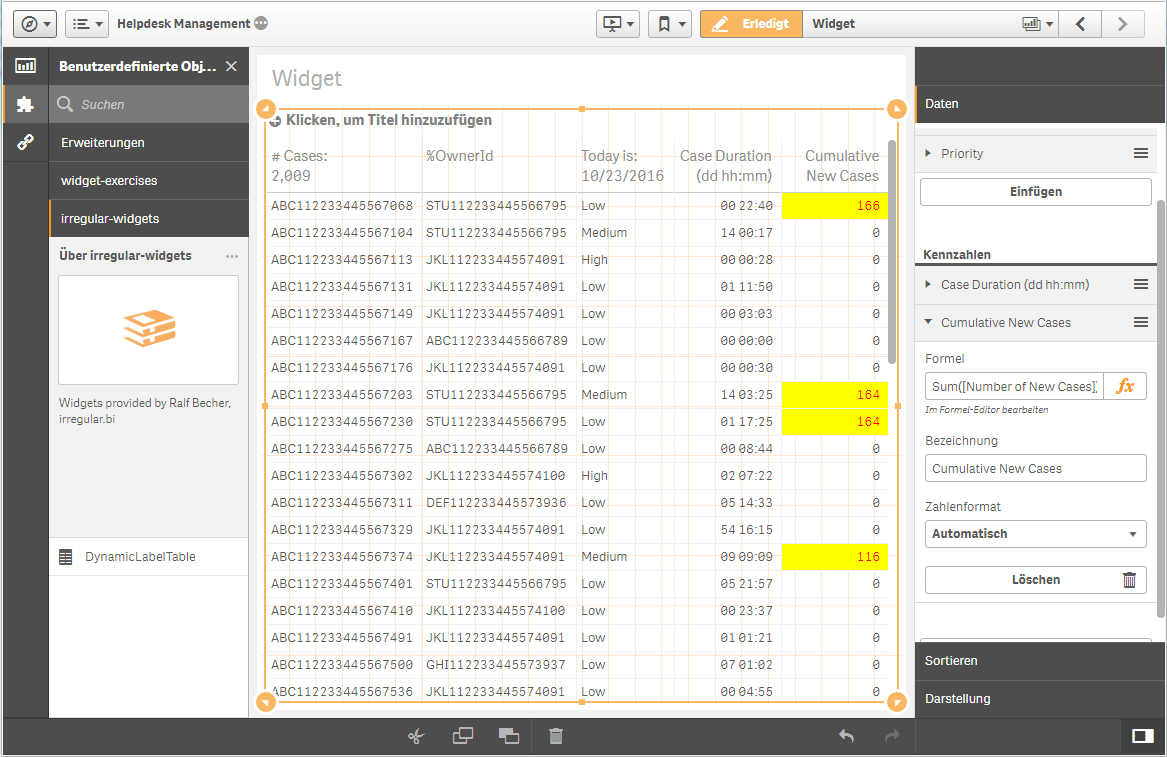 Helpdesk Management
Erledigt
Widget
Benutzerdefinierte Obj...
Suchen
Erweiterungen
widget-exercises
irregular-widgets
Über irregular-widgets
Widgets provided by Ralf Becher,
irregular.bi
DynamicLabelTable
Widget
Klicken, um Titel hinzuzufügen
# Cases: %OwnerId Today is: Case Duration Cumulative
2,009 10/23/2016 (dd hh:mm) New Cases
ABC112233445567068 STU112233445566795 Low 00 22:40 166
ABC112233445567104 STU112233445566795 Medium 14 00:17 0
ABC112233445567113 JKL112233445574091 High 00 00:28 0
ABC112233445567131 JKL112233445574091 Low 01 11:50 0
ABC112233445567149 JKL112233445574091 Low 00 03:03 0
ABC112233445567167 ABC112233445566789 Low 00 00:00 0
ABC112233445567176 JKL112233445574091 Low 00 00:30 0
ABC112233445567203 STU112233445566795 Medium 14 03:25 164
ABC112233445567230 STU112233445566795 Low 01 17:25 164
ABC112233445567275 ABC112233445566789 Low 00 08:44 0
ABC112233445567302 JKL112233445574100 High 02 07:22 0
ABC112233445567311 DEF112233445573936 Low 05 14:33 0
ABC112233445567329 JKL112233445574091 Low 54 16:15 0
ABC112233445567374 JKL112233445574091 Medium 09 09:09 116
ABC112233445567401 STU112233445566795 Low 05 21:57 0
ABC112233445567410 JKL112233445574100 Low 00 23:37 0
ABC112233445567491 JKL112233445574091 Low 01 01:21 0
ABC112233445567500 GHI112233445573937 Low 07 01:02 0
ABC112233445567536 JKL112233445574091 Low 00 04:55 0
Daten
Priority
Einfügen
Kennzahlen
Case Duration (dd hh:mm)
Cumulative New Cases
Formel
Sum([Number of New Cases]) fx
Im Formel-Editor bearbeiten
Bezeichnung
Cumulative New Cases
Zahlenformat
Automatisch
Löschen
Sortieren
Darstellung